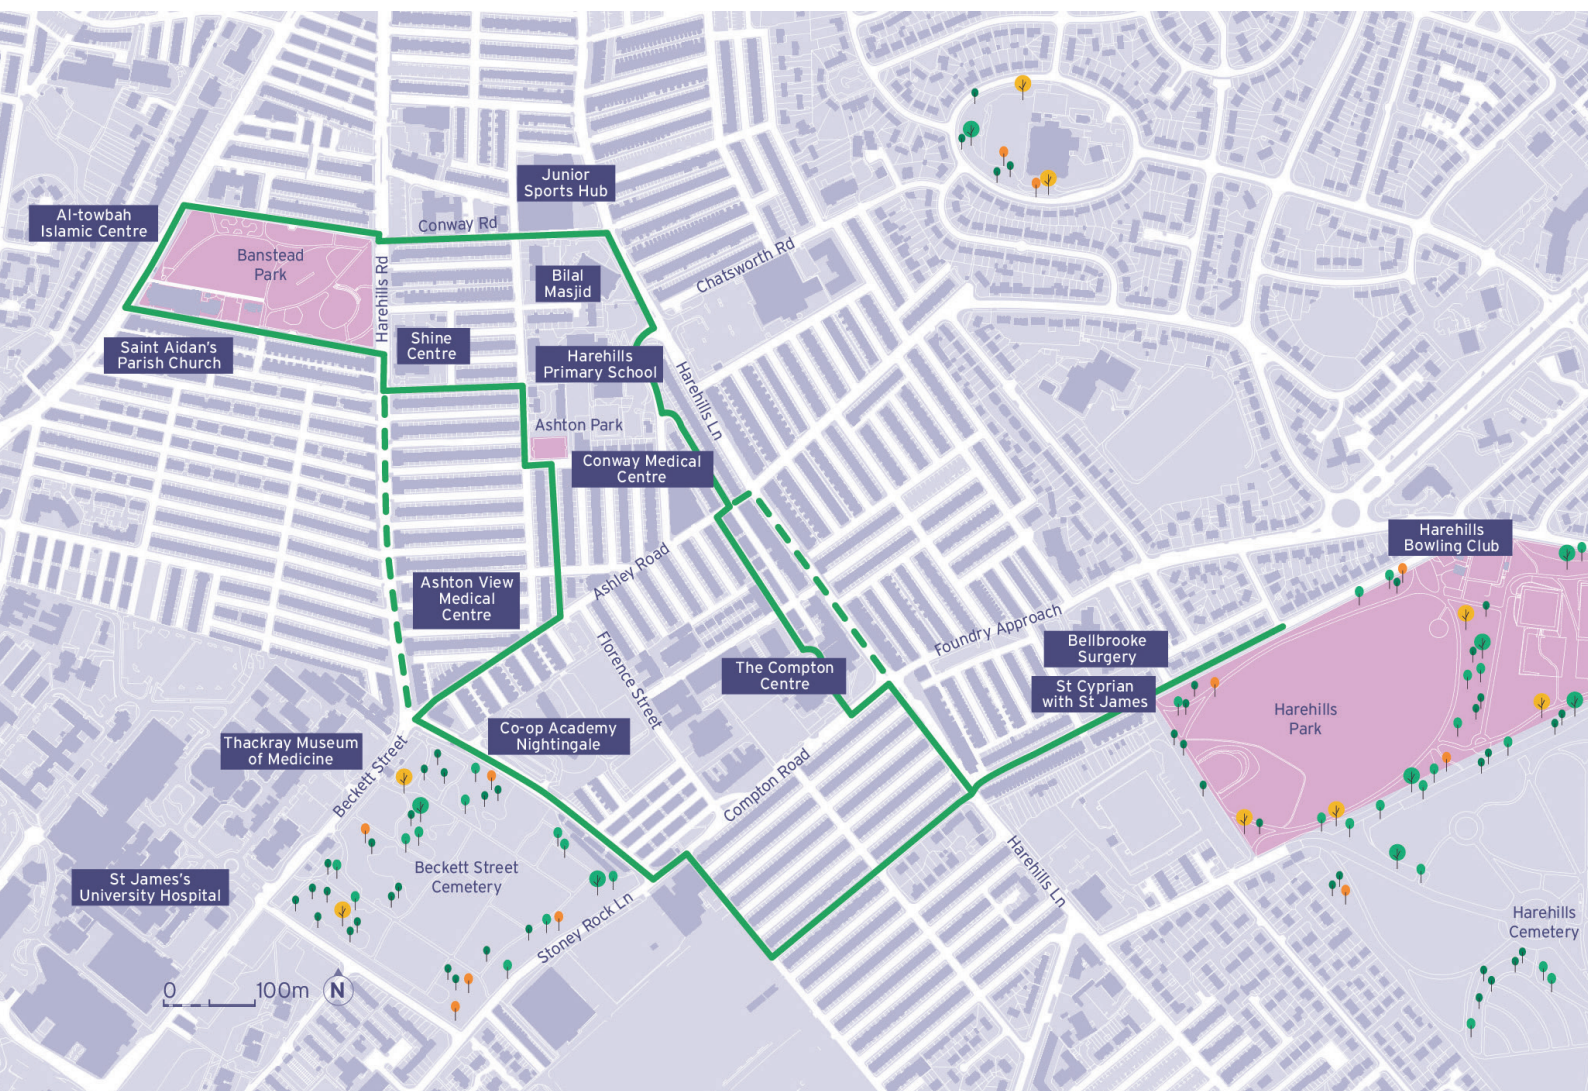 Junior
Sports Hub
Al-towbah
Islamic Centre
Conway Rd
Banstead
Park
Harehills Rd
Chatsworth Rd
Bilal
Masjid
Shine
Centre
Saint Aidan's
Parish Church
Harehills
Primary School
Harehills Ln
Ashton Park
Conway Medical
Centre
Harehills
Bowling Club
Ashley Road
Ashton View
Medical
Centre
Foundry Approach
Florence Street
Bellbrooke
Surgery
The Compton
Centre
St Cyprian
with St James
Harehills
Park
Co-op Academy
Nightingale
Thackray Museum
of Medicine
Beckett Street
Compton Road
Harehills Ln
Beckett Street
Cemetery
St James's
University Hospital
Stoney Rock Ln
Harehills
Cemetery
0 100m N